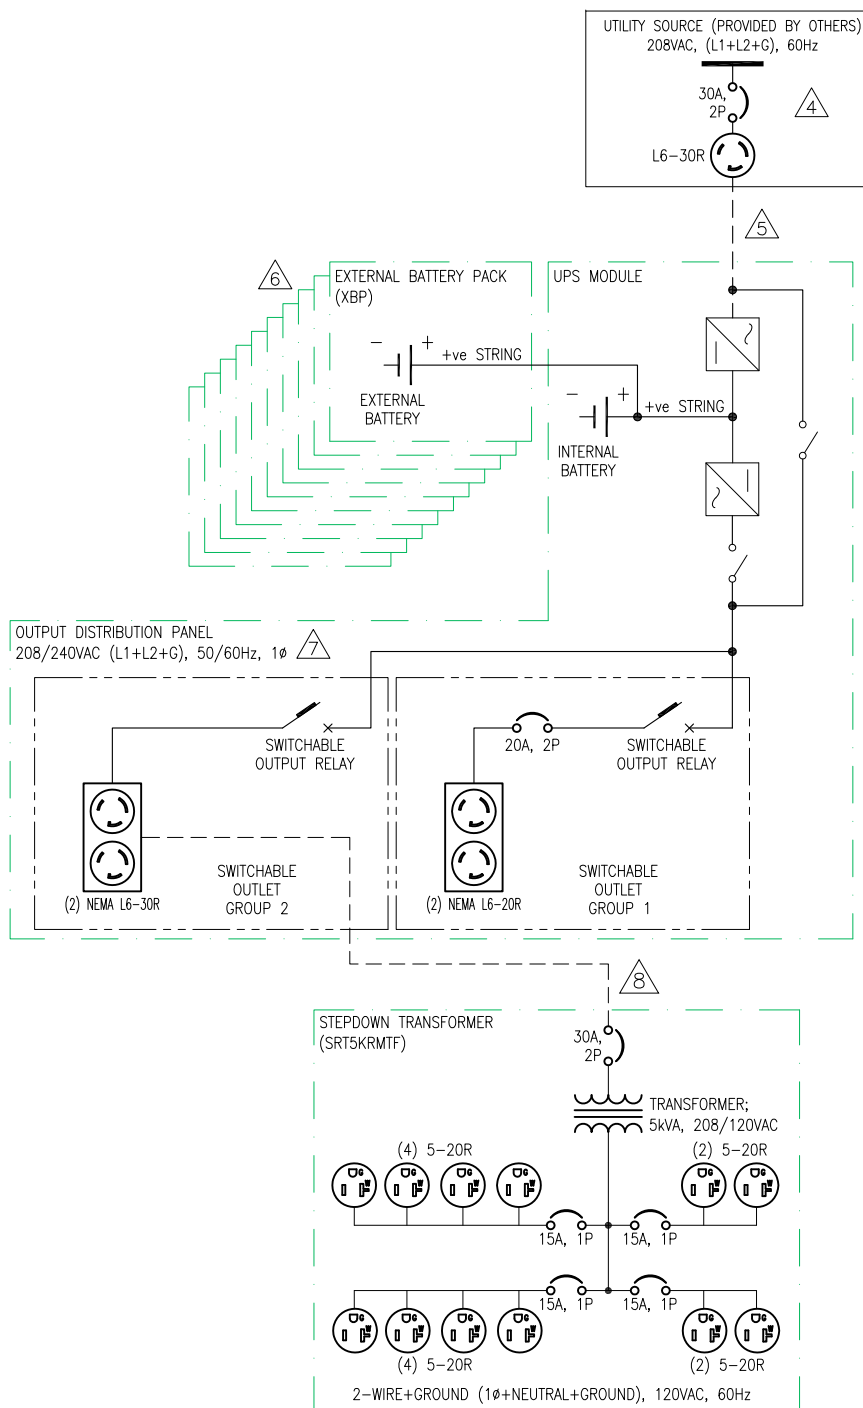 UTILITY SOURCE (PROVIDED BY OTHERS)
208VAC, (L1+L2+G), 60Hz
30A,
2P
4
L6-30R
5
6
EXTERNAL BATTERY PACK
(XBP)
UPS MODULE
- +
+ve STRING
EXTERNAL
BATTERY
- +
+ve STRING
INTERNAL
BATTERY
OUTPUT DISTRIBUTION PANEL
208/240VAC (L1+L2+G), 50/60Hz, 1ø
7
SWITCHABLE
OUTPUT RELAY
20A, 2P
SWITCHABLE
OUTPUT RELAY
SWITCHABLE
OUTLET
GROUP 2
(2) NEMA L6-30R
SWITCHABLE
OUTLET
GROUP 1
(2) NEMA L6-20R
8
STEPDOWN TRANSFORMER
(SRT5KRMTF)
30A,
2P
TRANSFORMER;
5kVA, 208/120VAC
(4) 5-20R
(2) 5-20R
G W G W G W G W G W G W
15A, 1P
15A, 1P
15A, 1P
15A, 1P
G W G W G W G W G W G W
(4) 5-20R
(2) 5-20R
2-WIRE+GROUND (1ø+NEUTRAL+GROUND), 120VAC, 60Hz